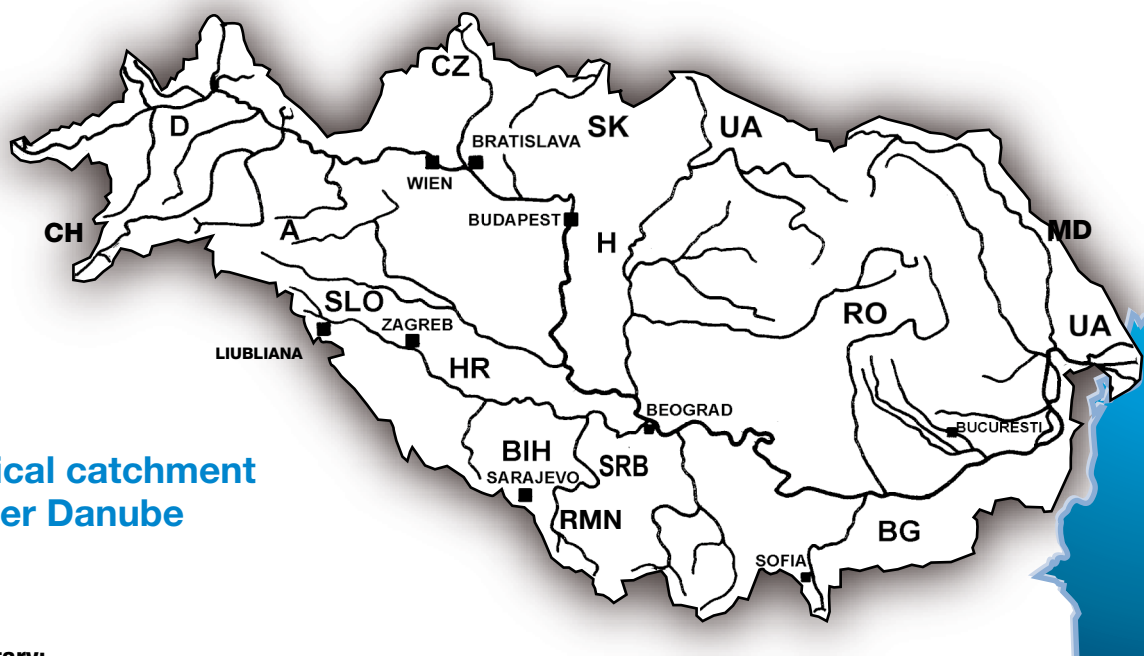 CZ
D
SK
UA
BRATISLAVA
WIEN
BUDAPEST
CH
A
H
MD
SLO
RO
ZAGREB
UA
LIUBLIANA
HR
BEOGRAD
BUCURESTI
BIH
SRB
SARAJEVO
ical catchment
er Danube
RMN
BG
SOFIA